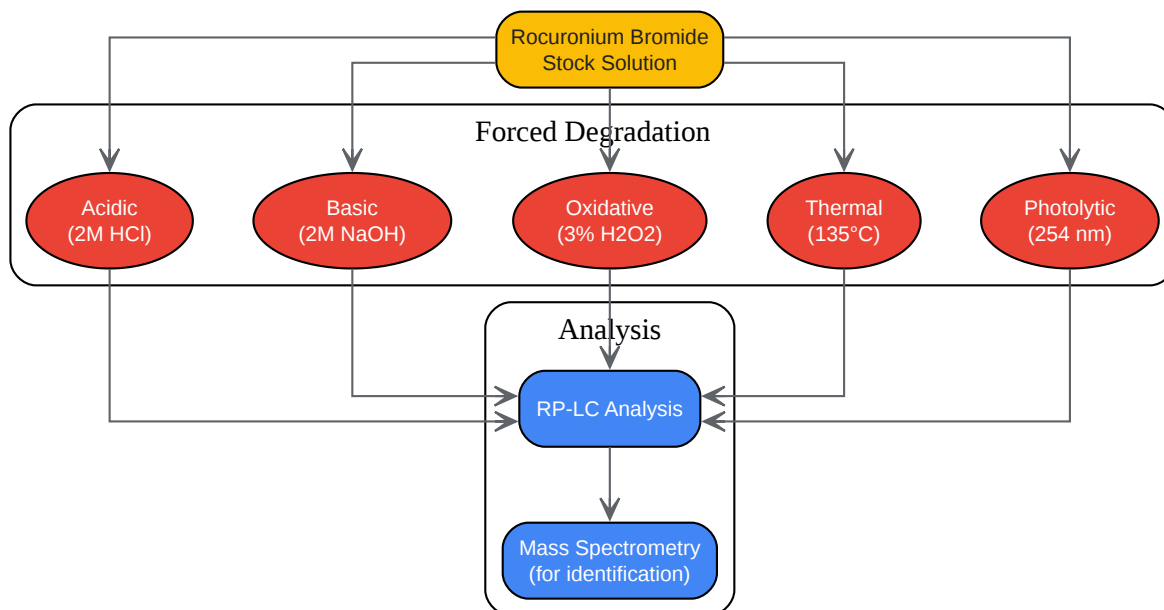 Rocuronium Bromide
Stock Solution
Forced Degradation
Acidic
(2M HCl)
Basic
(2M NaOH)
Oxidative
(3% H2O2)
Thermal
(135°C)
Photolytic
(254 nm)
Analysis
RP-LC Analysis
Mass Spectrometry
(for identification)